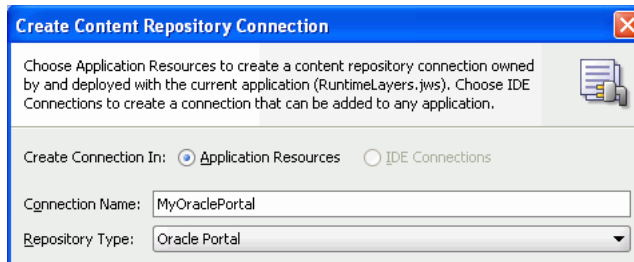 Create Content Repository Connection
Choose Application Resources to create a content repository connection owned
by and deployed with the current application (RuntimeLayers.jws). Choose IDE
Connections to create a connection that can be added to any application.
Create Connection In: Application Resources IDE Connections
Connection Name: MyOraclePortal
Repository Type: Oracle Portal